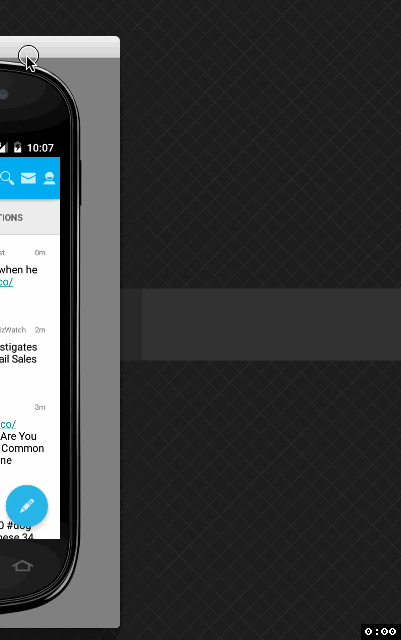 10:07
TIONS
st 0m
when he
co/
izWatch 2m
stigates
ail Sales
3m
co/
Are You
Common
ne
0 #dog
nese 34
0:00